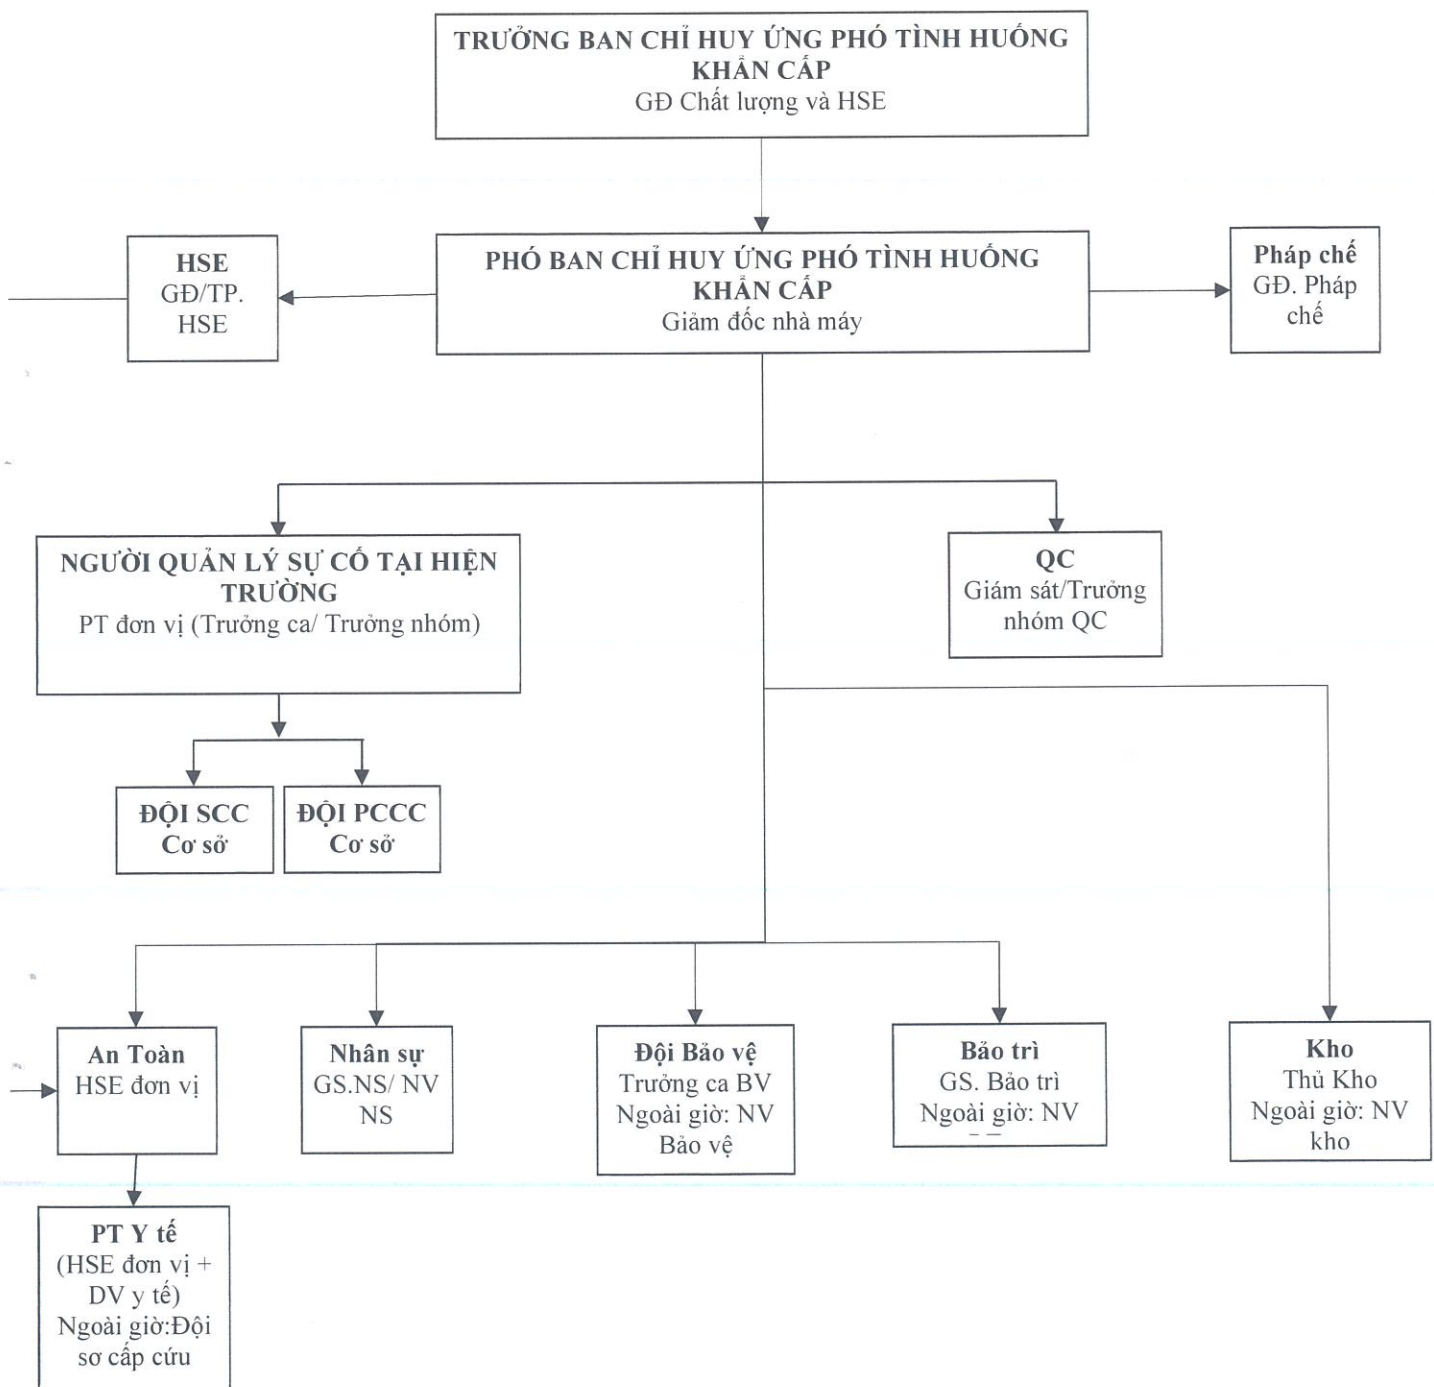 TRƯỞNG BAN CHỈ HUY ỨNG PHÓ TÌNH HUỐNG
KHẨN CẤP
GĐ Chất lượng và HSE
HSE
GĐ/TP.
HSE
PHÓ BAN CHỈ HUY ỨNG PHÓ TÌNH HUỐNG
KHẨN CẤP
Giảm đốc nhà máy
Pháp chế
GĐ. Pháp
chế
NGƯỜI QUẢN LÝ SỰ CỐ TẠI HIỆN
TRƯỜNG
PT đơn vị (Trưởng ca/ Trưởng nhóm)
QC
Giám sát/Trưởng
nhóm QC
ĐỘI SCC
Cơ sở
ĐỘI PCCC
Cơ sở
An Toàn
HSE đơn vị
Nhân sự
GS.NS/ NV
NS
Đội Bảo vệ
Trưởng ca BV
Ngoài giờ: NV
Bảo vệ
Bảo trì
GS. Bảo trì
Ngoài giờ: NV
Kho
Thủ Kho
Ngoài giờ: NV
kho
PT Y tế
(HSE đơn vị +
DV y tế)
Ngoài giờ:Đội
sơ cấp cứu